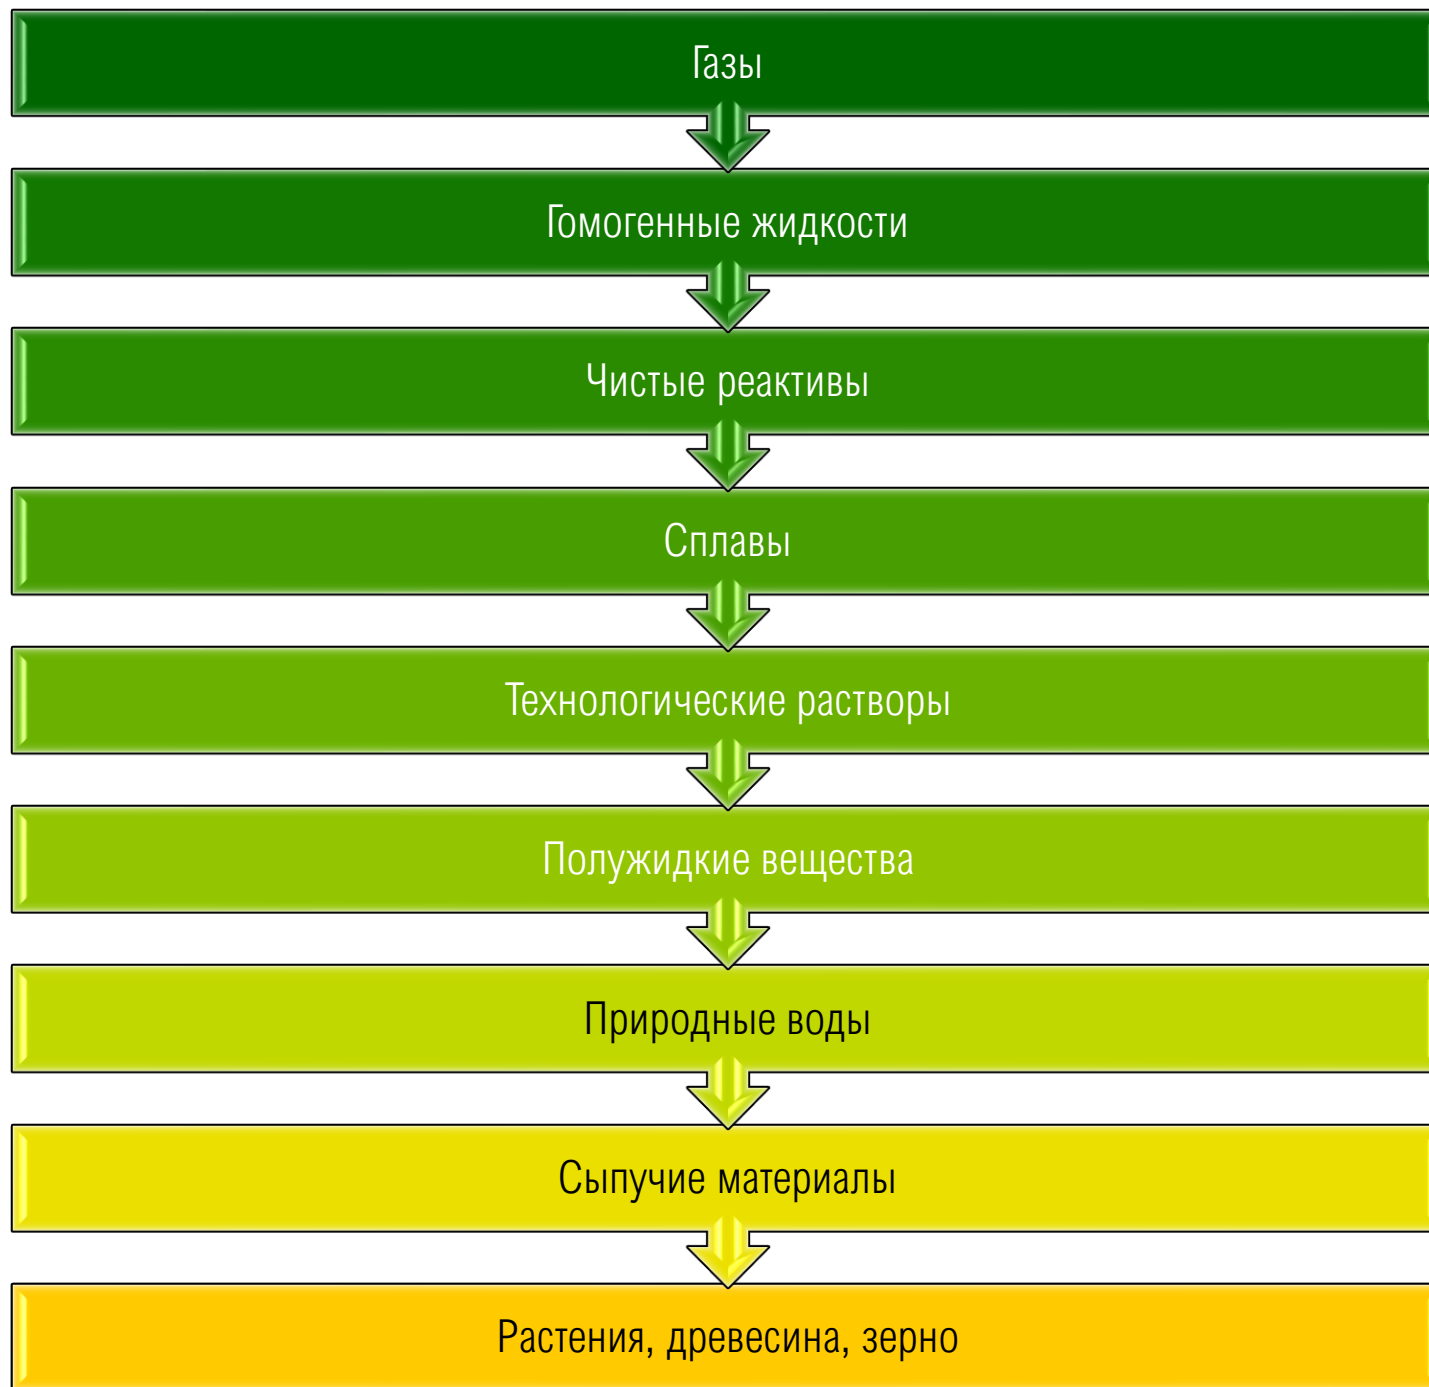 Газы
Гомогенные жидкости
Чистые реактивы
Сплавы
Технологические растворы
Полужидкие вещества
Природные воды
Сыпучие материалы
Растения, древесина, зерно